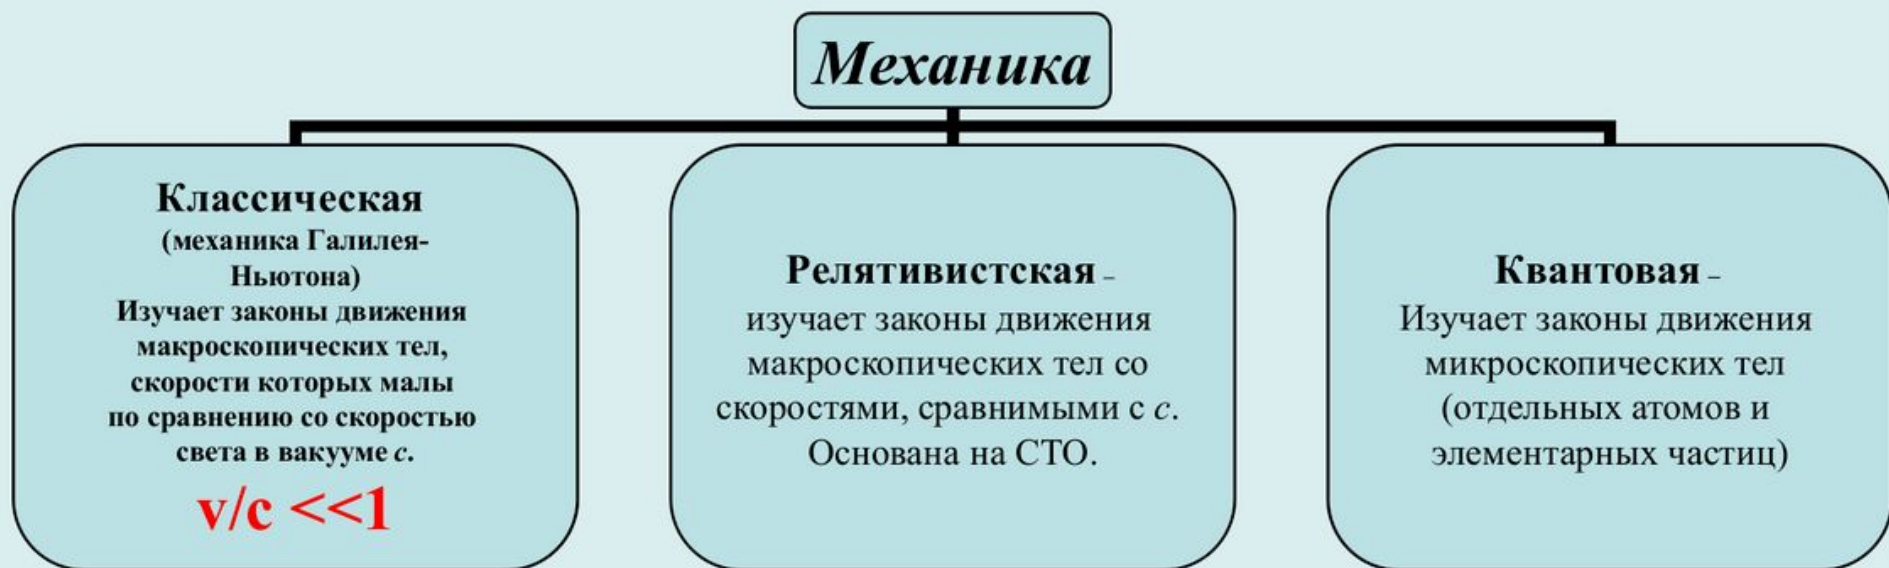 Механика
Классическая
(механика Галилея-
Ньютона)
Изучает законы движения
макроскопических тел,
скорости которых малы
по сравнению со скоростью
света в вакууме с.
v/c <<1
Релятивистская –
изучает законы движения
макроскопических тел со
скоростями, сравнимыми с с.
Основана на СТО.
Квантовая –
Изучает законы движения
микроскопических тел
(отдельных атомов и
элементарных частиц)